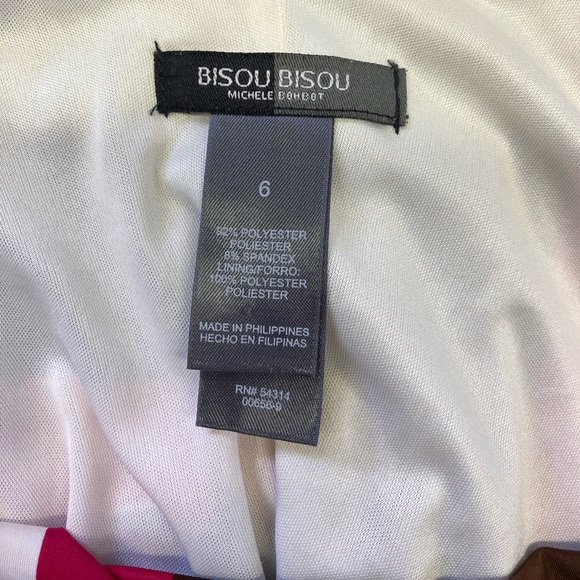 BISOU BISOU
MICHELE BOHBOT
6
92% POLYESTER
POLIESTER
8% SPANDEX
LINING/FORRO:
100% POLYESTER
POLIESTER
MADE IN PHILIPPINES
HECHO EN FILIPINAS
RN# 54314
00656-9